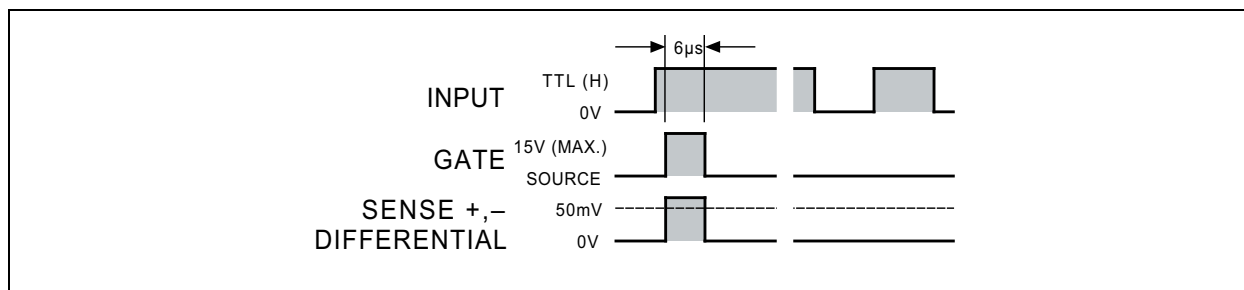 6µs
INPUT
TTL (H)
0V
GATE
15V (MAX.)
SOURCE
SENSE +,–
DIFFERENTIAL
50mV
0V